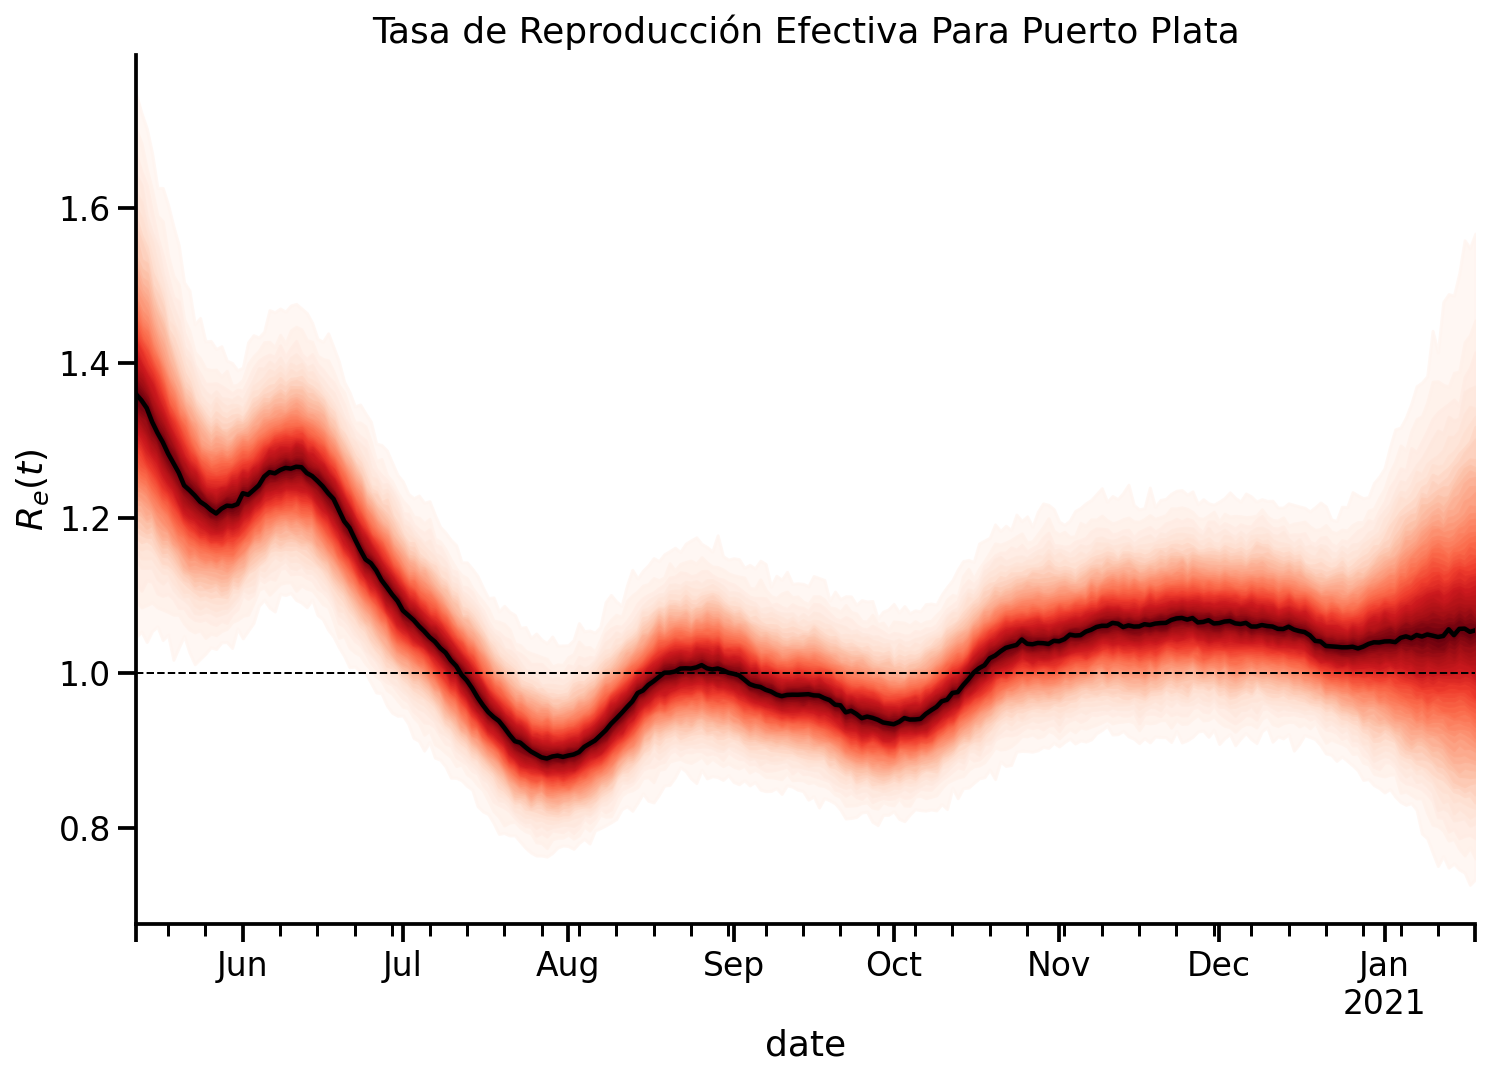 Tasa de Reproducción Efectiva Para Puerto Plata
R_e(t)
1.6
1.4
1.2
1.0
0.8
Jun Jul Aug Sep Oct Nov Dec Jan
2021
date